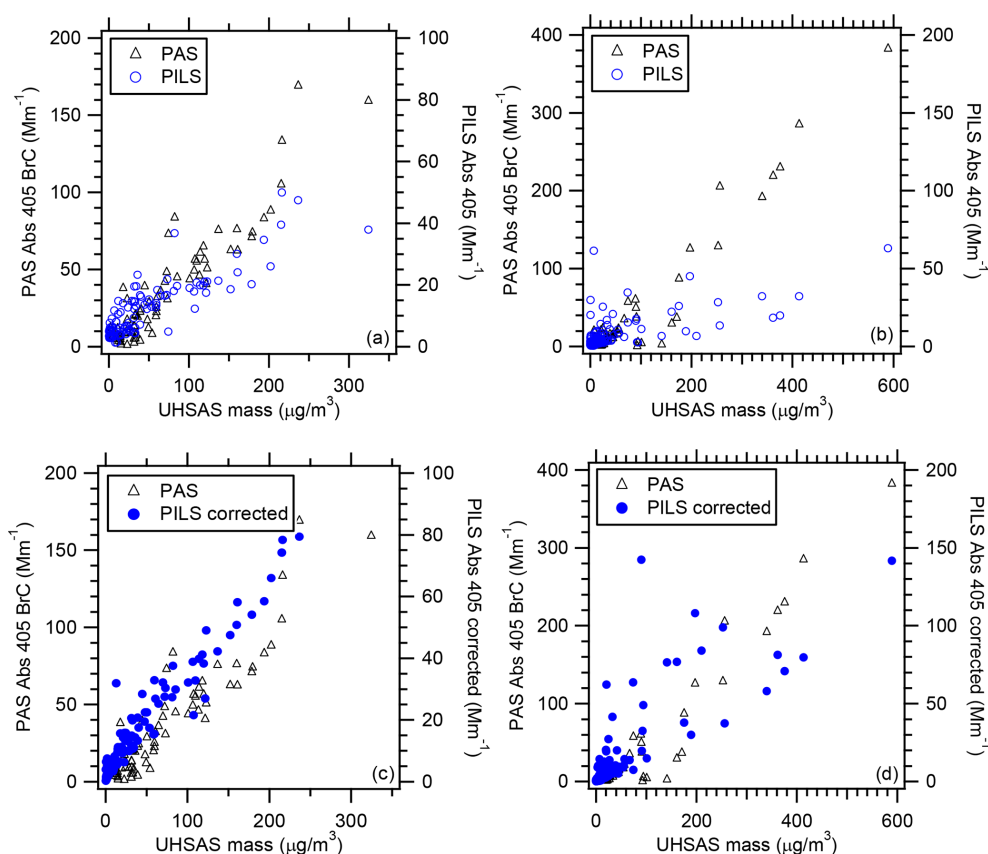 200
150
100
50
0
PAS Abs 405 BrC (Mm⁻¹)
PAS
PILS
100
80
60
40
20
0
PILS Abs 405 (Mm⁻¹)
(a)
0 100 200 300
UHSAS mass (μg/m³)
400
300
200
100
0
PAS Abs 405 BrC (Mm⁻¹)
PAS
PILS
200
150
100
50
0
PILS Abs 405 (Mm⁻¹)
(b)
0 200 400 600
UHSAS mass (μg/m³)
200
150
100
50
0
PAS Abs 405 BrC (Mm⁻¹)
PAS
PILS corrected
100
80
60
40
20
0
PILS Abs 405 corrected (Mm⁻¹)
(c)
0 100 200 300
UHSAS mass (μg/m³)
400
300
200
100
0
PAS Abs 405 BrC (Mm⁻¹)
PAS
PILS corrected
200
150
100
50
0
PILS Abs 405 corrected (Mm⁻¹)
(d)
0 200 400 600
UHSAS mass (μg/m³)